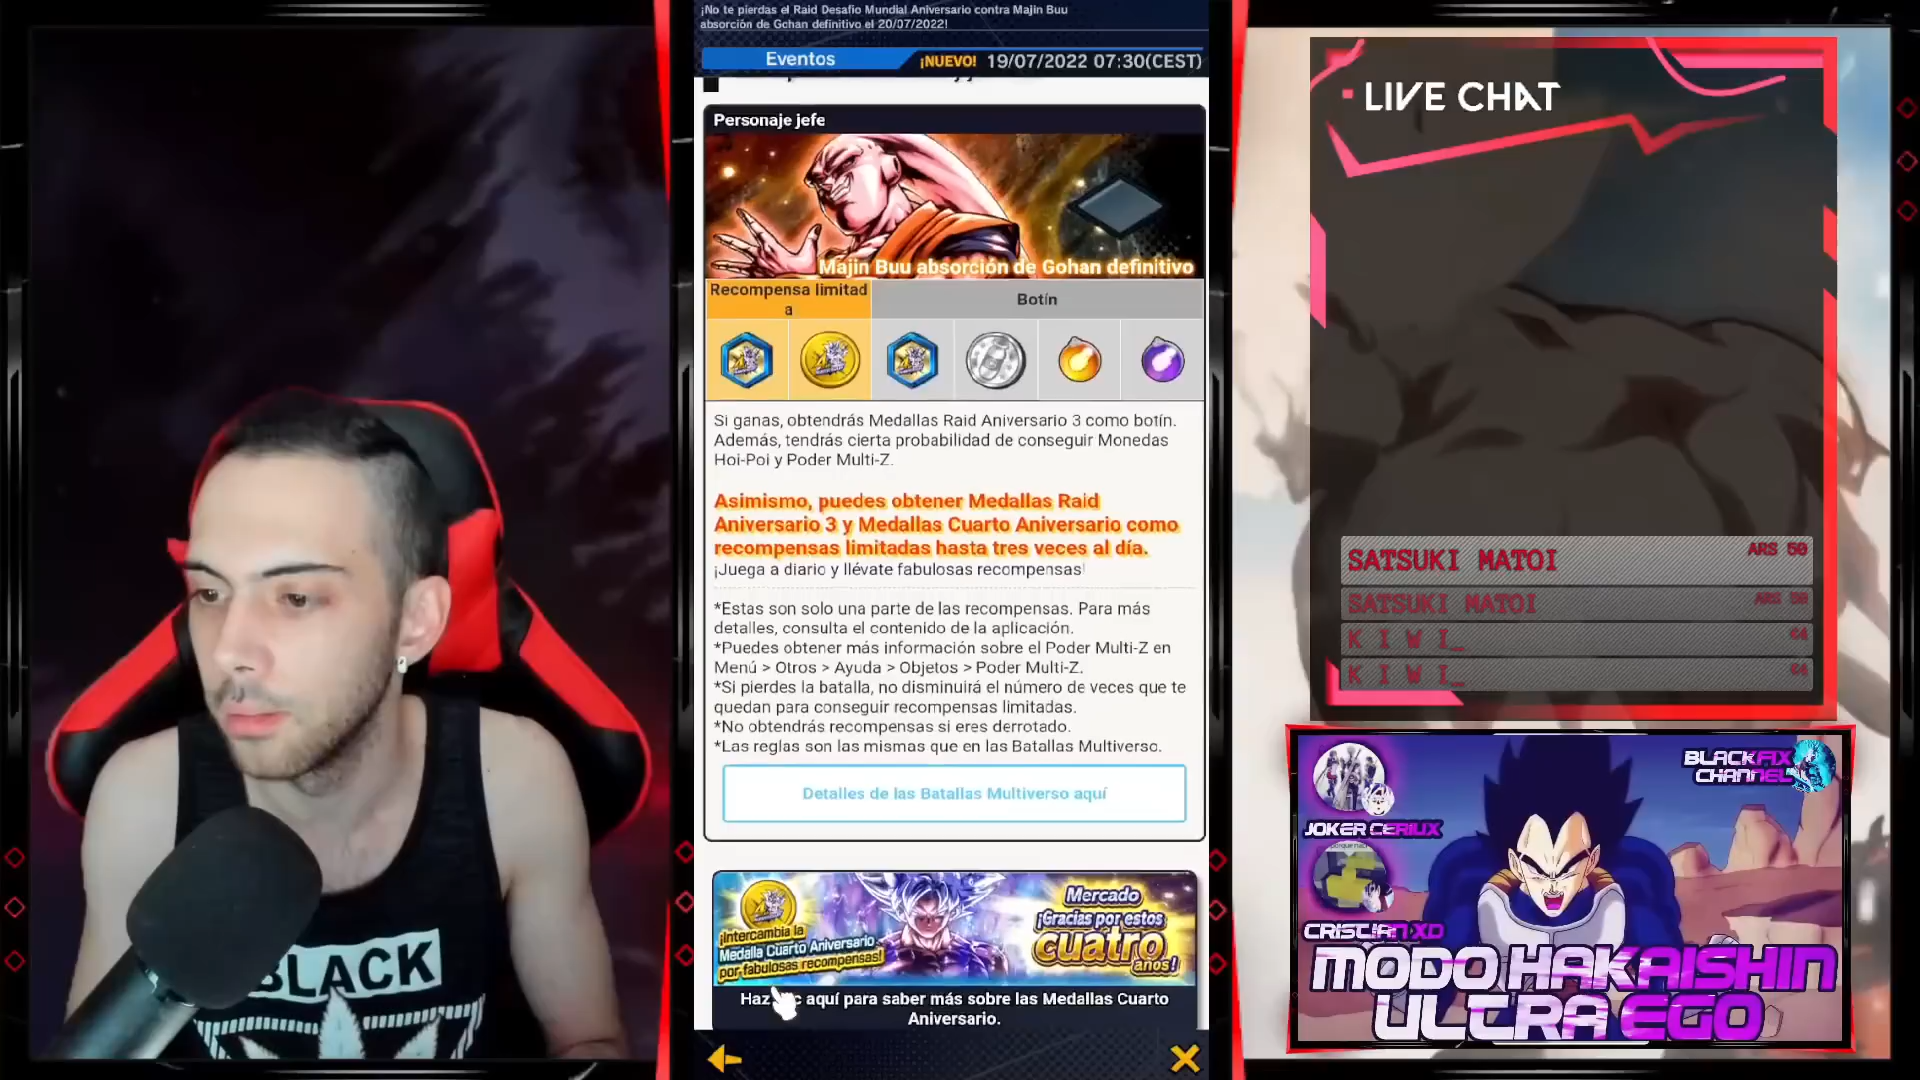 ¡No te pierdas el Raid Desafío Mundial Aniversario contra Majin Buu
absorción de Gohan definitivo el 20/07/2022!
Eventos
¡NUEVO! 19/07/2022 07:30(CEST)
Personaje jefe
Majin Buu absorción de Gohan definitivo
Recompensa limitad
a
Botín
Si ganas, obtendrás Medallas Raid Aniversario 3 como botín.
Además, tendrás cierta probabilidad de conseguir Monedas
Hoi-Poi y Poder Multi-Z.
Asimismo, puedes obtener Medallas Raid
Aniversario 3 y Medallas Cuarto Aniversario como
recompensas limitadas hasta tres veces al día.
¡Juega a diario y llévate fabulosas recompensas!
*Estas son solo una parte de las recompensas. Para más
detalles, consulta el contenido de la aplicación.
*Puedes obtener más información sobre el Poder Multi-Z en
Menú > Otros > Ayuda > Objetos > Poder Multi-Z.
*Si pierdes la batalla, no disminuirá el número de veces que te
quedan para conseguir recompensas limitadas.
*No obtendrás recompensas si eres derrotado.
*Las reglas son las mismas que en las Batallas Multiverso.
Detalles de las Batallas Multiverso aquí
¡Intercambia la
Medalla Cuarto Aniversario
por fabulosas recompensas!
Mercado
¡Gracias por estos
cuatro
años!
Haz aquí para saber más sobre las Medallas Cuarto
Aniversario.
BLACK
LIVE CHAT
SATSUKI MATOI ARS 50
SATSUKI MATOI ARS 50
K I W I_ C4
K I W I_ C4
BLACKFIX
CHANNEL
JOKER CERIUX
CRISTIAN XD
MODO HAKAISHIN
ULTRA EGO